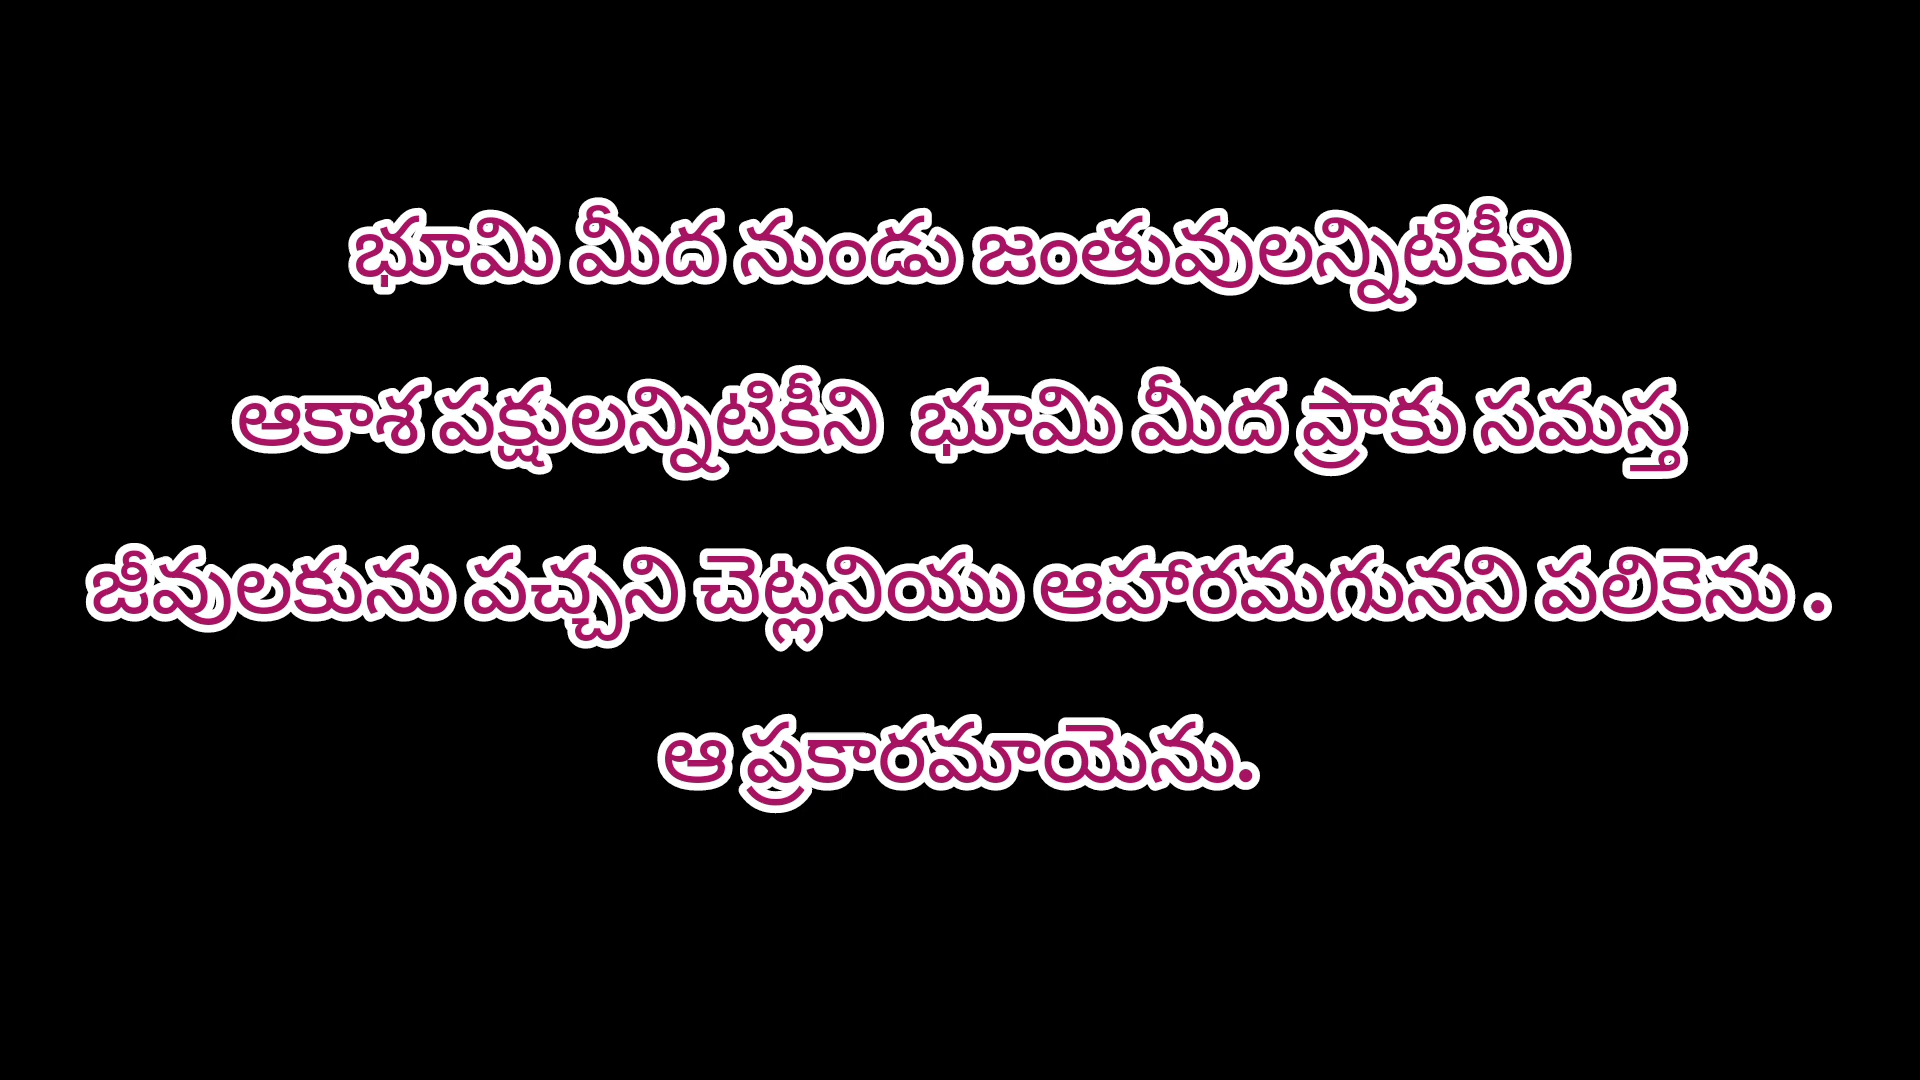 భూమి మీద నుండు జంతువులన్నిటికీని
ఆకాశ పక్షులన్నిటికీని  భూమి మీద ప్రాకు సమస్త
జీవులకును పచ్చని చెట్లనియు ఆహారమగునని పలికెను .
ఆ ప్రకారమాయెను.